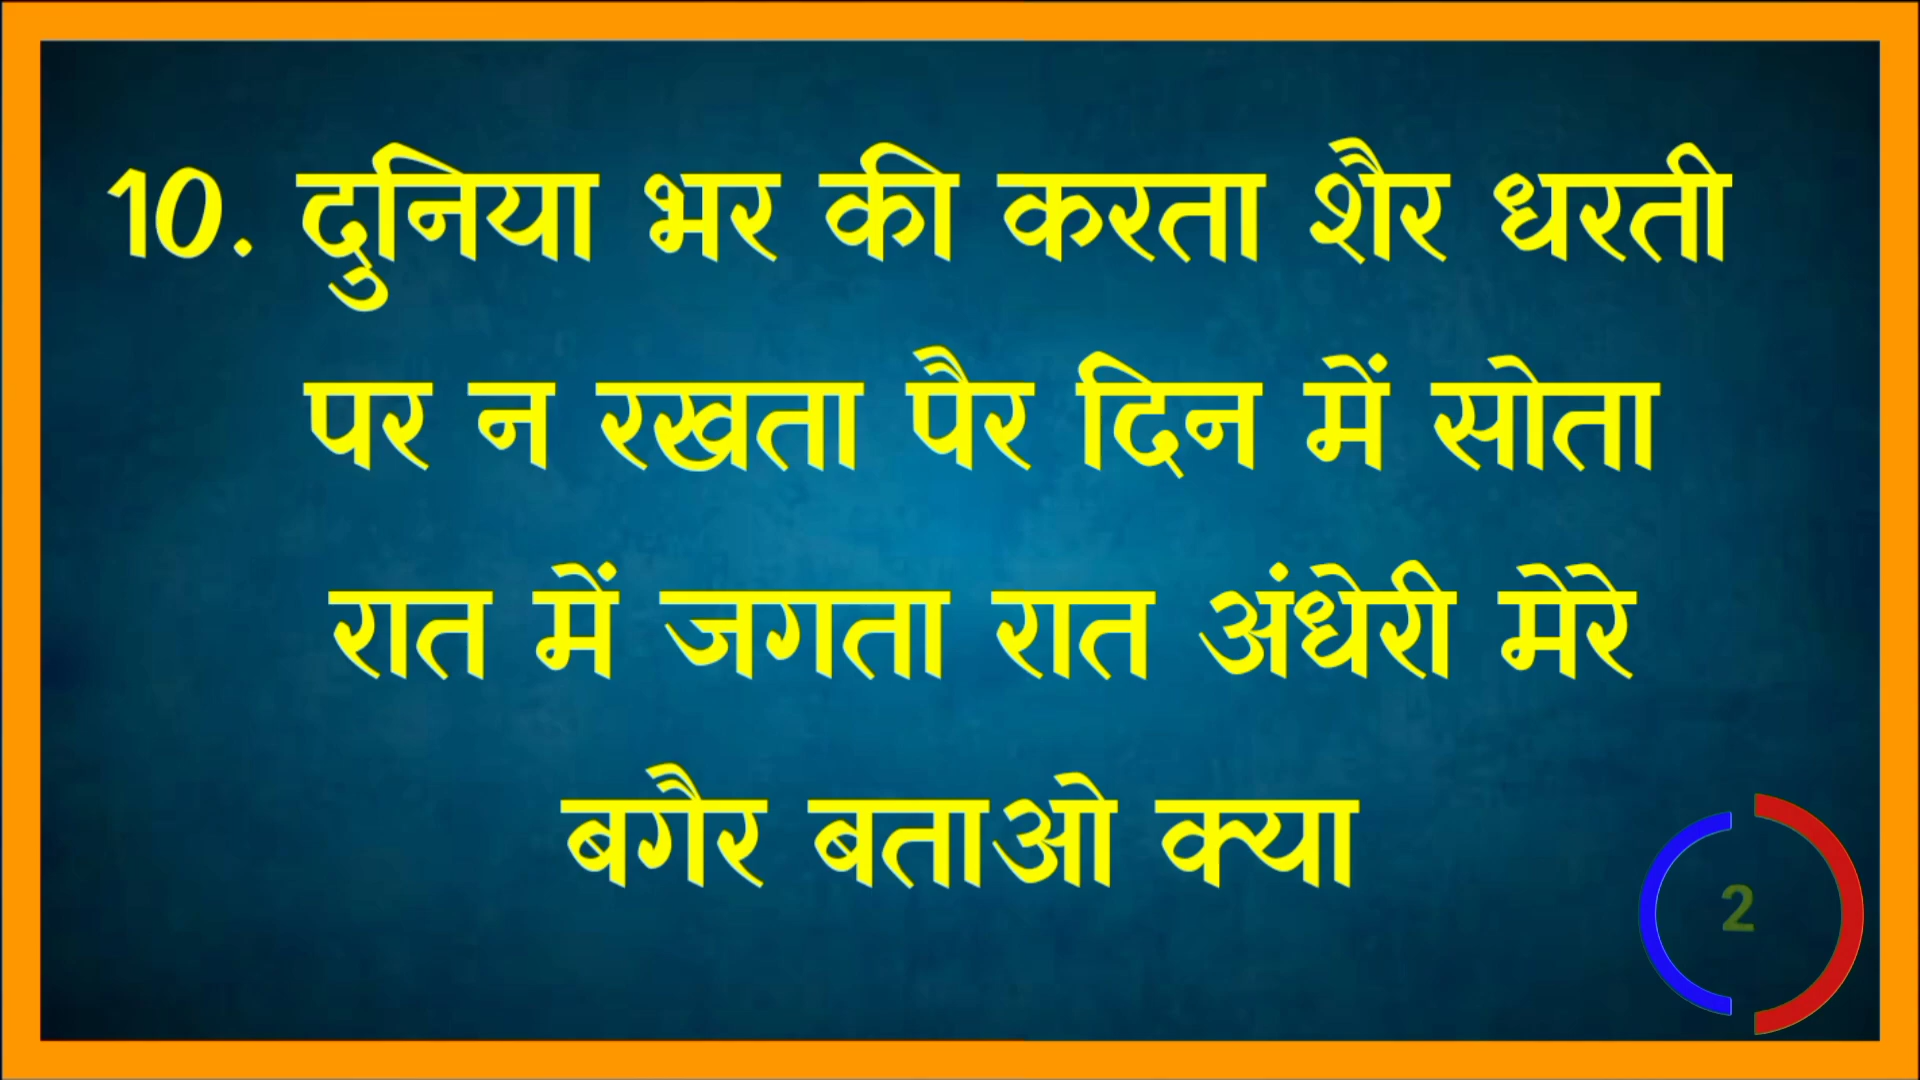 10. दुनिया भर की करता शैर धरती
पर न रखता पैर दिन में सोता
रात में जगता रात अंधेरी मेरे
बगैर बताओ क्या
2